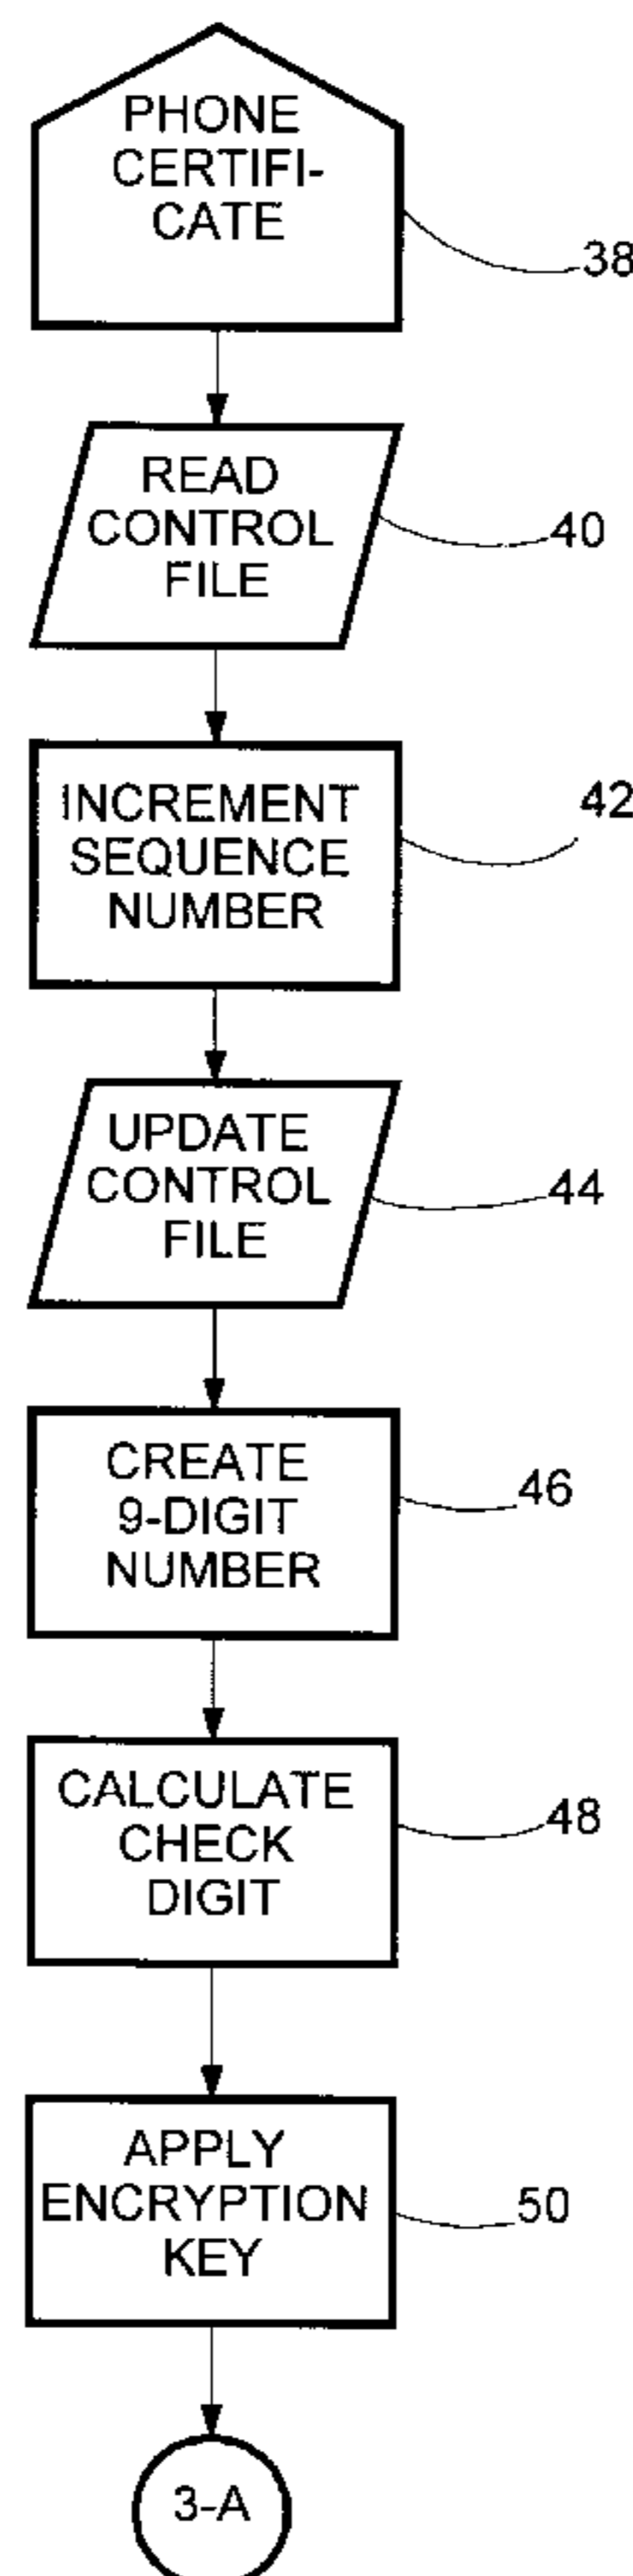 PHONE
CERTIFI-
CATE
38
READ
CONTROL
FILE
40
INCREMENT
SEQUENCE
NUMBER
42
UPDATE
CONTROL
FILE
44
CREATE
9-DIGIT
NUMBER
46
CALCULATE
CHECK
DIGIT
48
APPLY
ENCRYPTION
KEY
50
3-A